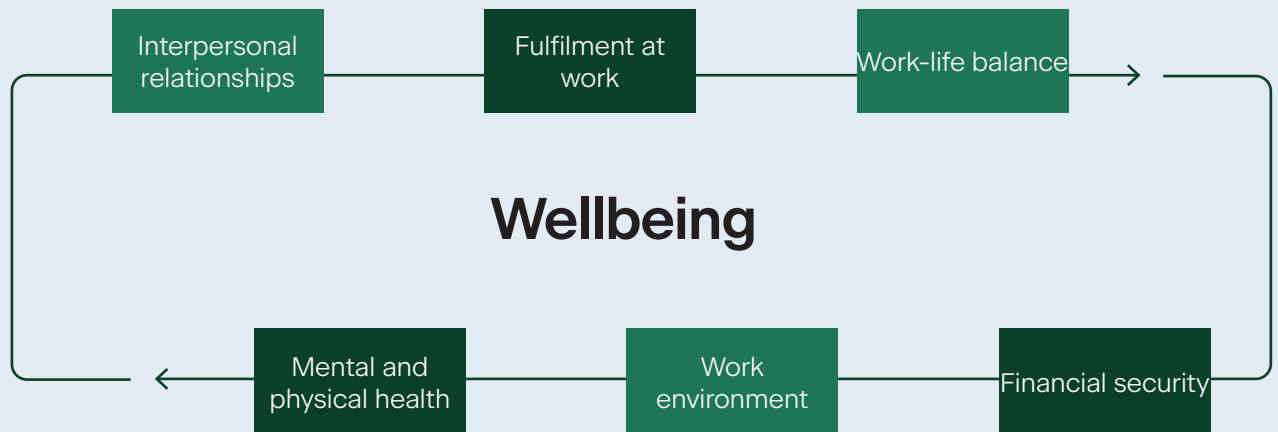 Interpersonal
relationships
Fulfilment at
work
Work-life balance
Wellbeing
Mental and
physical health
Work
environment
Financial security